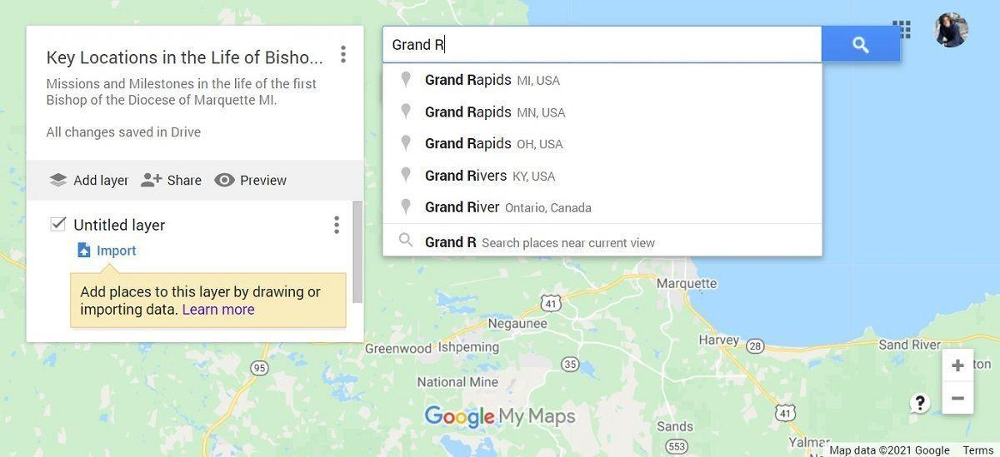 Key Locations in the Life of Bisho...
Missions and Milestones in the life of the first
Bishop of the Diocese of Marquette MI.
All changes saved in Drive
Add layer Share Preview
Untitled layer
Import
Add places to this layer by drawing or
importing data. Learn more
Grand R
Grand Rapids MI, USA
Grand Rapids MN, USA
Grand Rapids OH, USA
Grand Rivers KY, USA
Grand River Ontario, Canada
Grand R Search places near current view
Marquette
41
Negaunee
Harvey 28
Sand River
Greenwood Ishpeming
95
35
ton
National Mine
41
Google My Maps
Sands
553
Yalmar
Map data ©2021 Google Terms